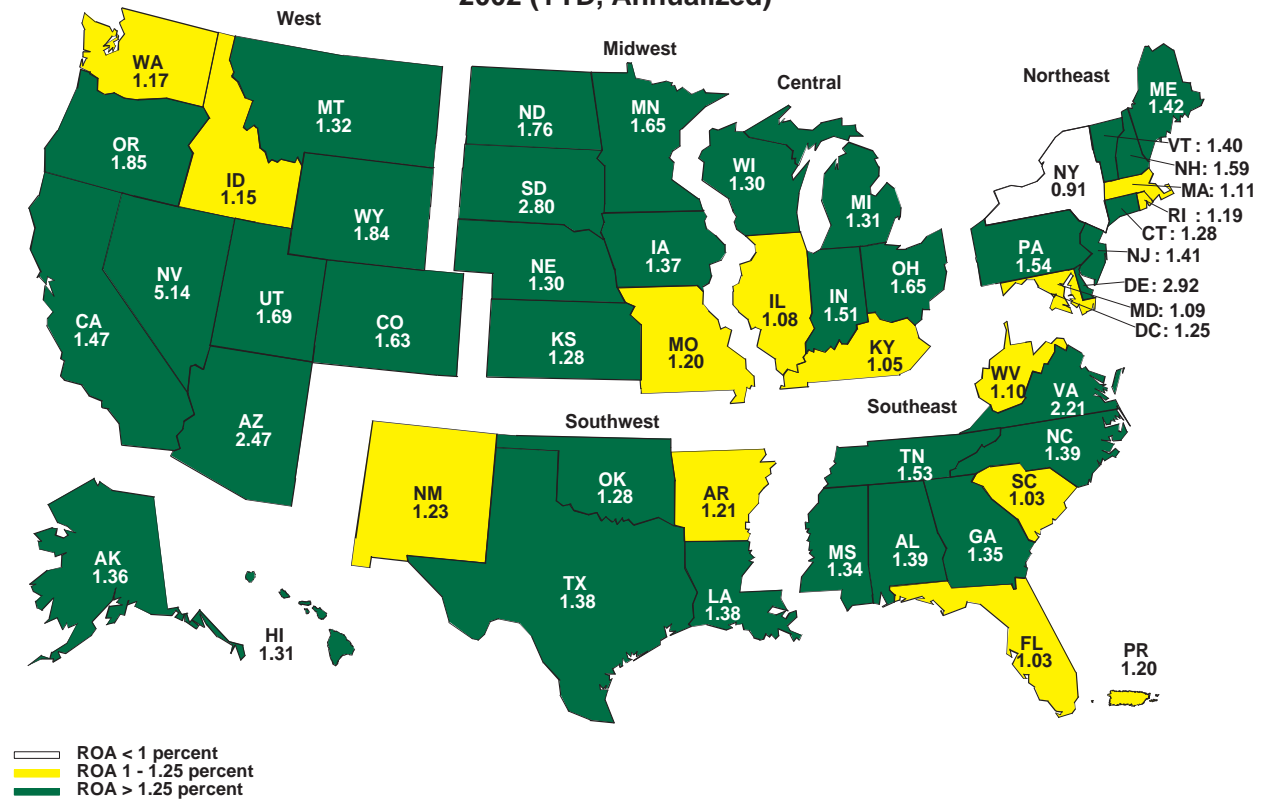 2002 (YTD, Annualized)
West
Midwest
Central
Northeast
WA
1.17
MT
1.32
ND
1.76
MN
1.65
ME
1.42
OR
1.85
ID
1.15
WY
1.84
SD
2.80
WI
1.30
MI
1.31
NY
0.91
VT : 1.40
NH: 1.59
MA: 1.11
RI : 1.19
CT : 1.28
NJ : 1.41
DE: 2.92
MD: 1.09
DC: 1.25
NV
5.14
UT
1.69
CO
1.63
CA
1.47
NE
1.30
IA
1.37
KS
1.28
MO
1.20
IL
1.08
IN
1.51
OH
1.65
PA
1.54
KY
1.05
WV
1.10
VA
2.21
AZ
2.47
Southwest
Southeast
NM
1.23
OK
1.28
AR
1.21
TN
1.53
NC
1.39
SC
1.03
AK
1.36
HI
1.31
TX
1.38
LA
1.38
MS
1.34
AL
1.39
GA
1.35
FL
1.03
PR
1.20
ROA < 1 percent
ROA 1 - 1.25 percent
ROA > 1.25 percent